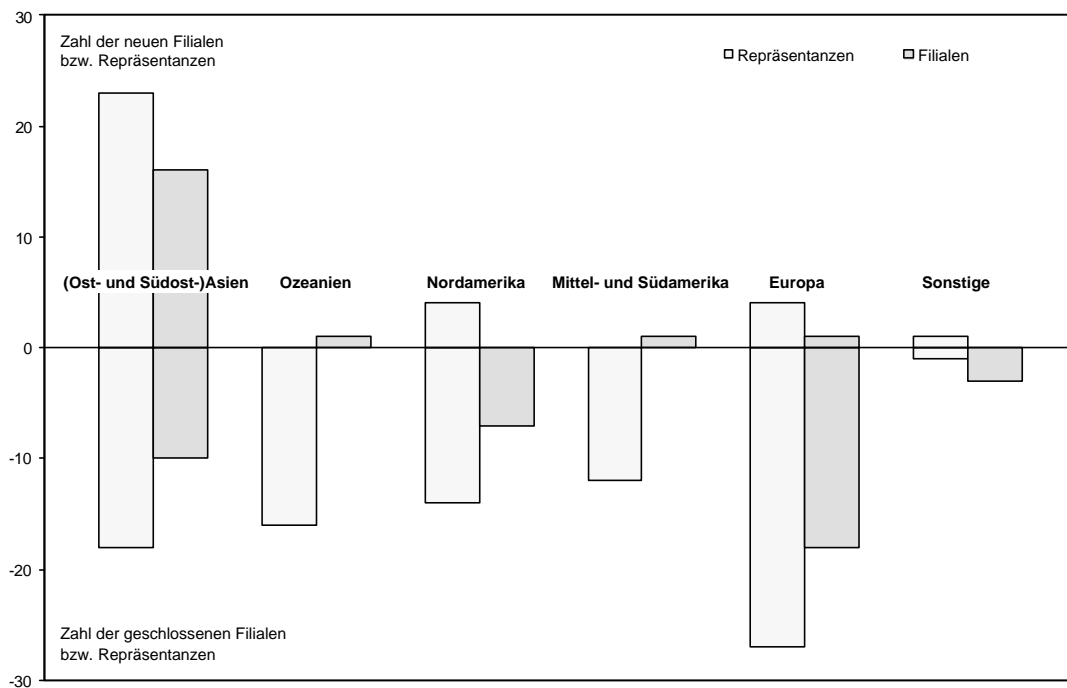 30
Zahl der neuen Filialen
bzw. Repräsentanzen
Repräsentanzen
Filialen
20
10
(Ost- und Südost-)Asien
Ozeanien
Nordamerika
Mittel- und Südamerika
Europa
Sonstige
0
-10
-20
Zahl der geschlossenen Filialen
bzw. Repräsentanzen
-30